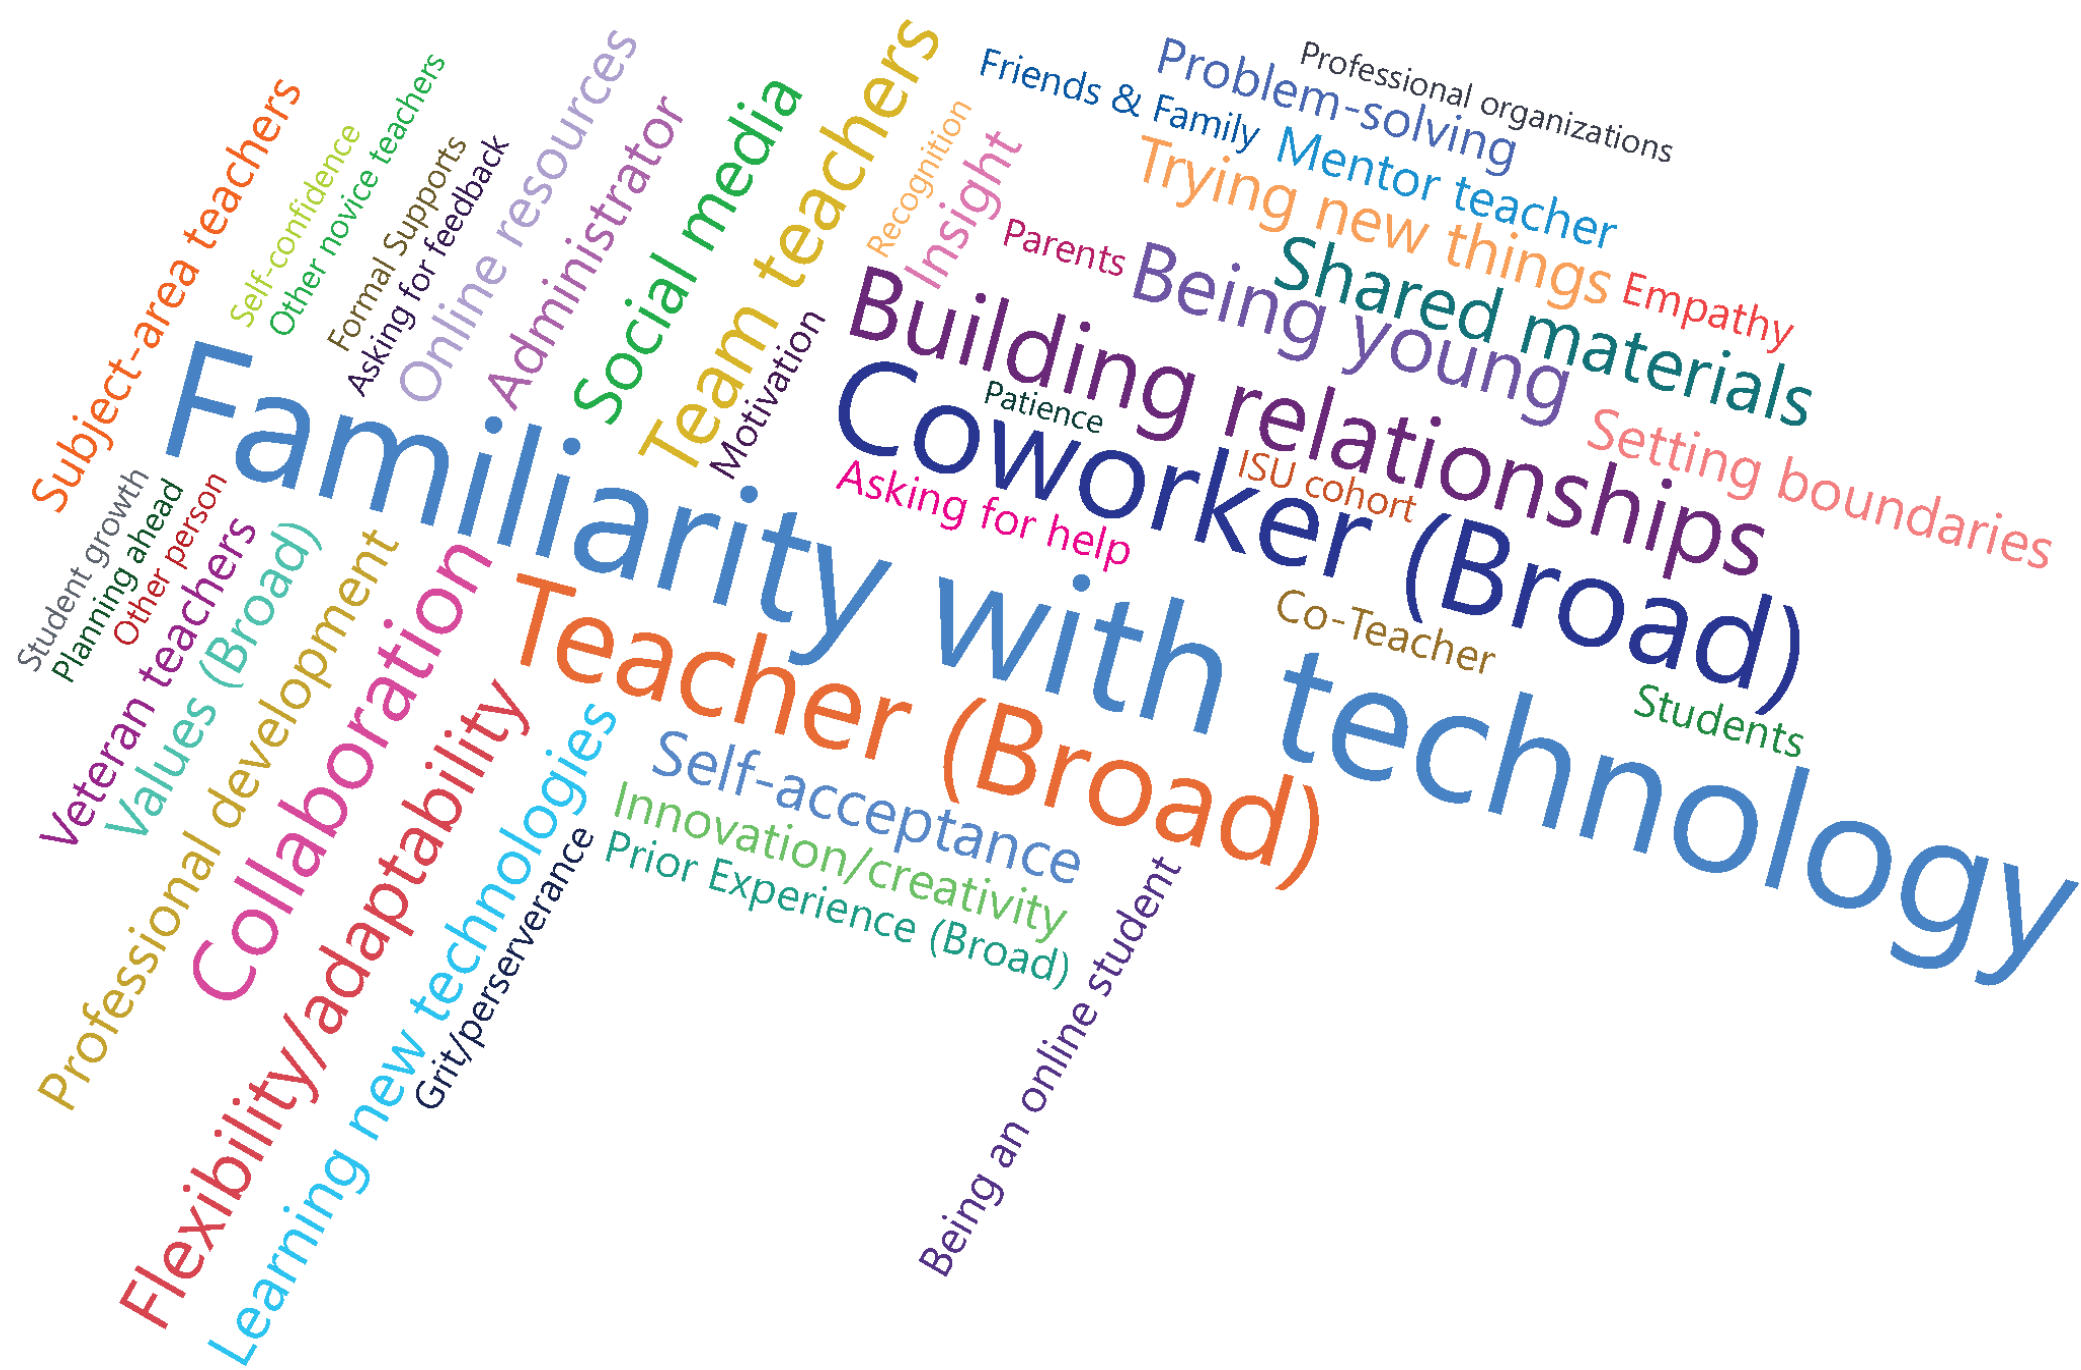 Subject-area teachers
Self-confidence
Other novice teachers
Formal Supports
Asking for feedback
Online resources
Administrator
Social media
Team teachers
Motivation
Recognition
Insight
Friends & Family
Problem-solving
Professional organizations
Mentor teacher
Trying new things
Parents
Being young
Shared materials
Empathy
Building relationships
Patience
Coworker (Broad)
Setting boundaries
ISU cohort
Asking for help
Familiarity with technology
Co-Teacher
Students
Student growth
Planning ahead
Other person
Veteran teachers
Values (Broad)
Professional development
Collaboration
Flexibility/adaptability
Learning new technologies
Grit/perserverance
Teacher (Broad)
Self-acceptance
Innovation/creativity
Prior Experience (Broad)
Being an online student